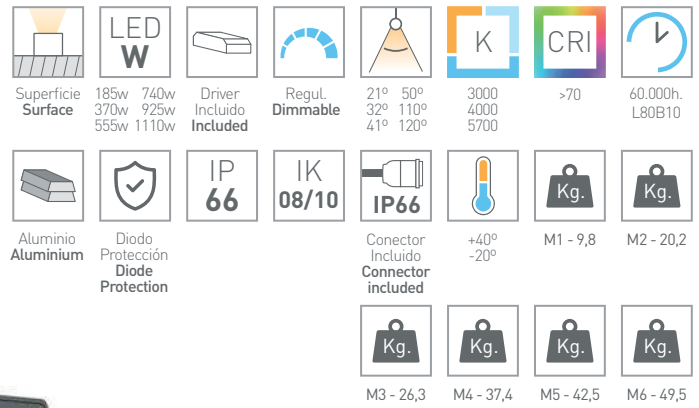 LED
W
K
CRI
Superficie
Surface
185w 740w
370w 925w
555w 1110w
Driver
Incluido
Included
Regul.
Dimmable
21º 50º
32º 110º
41º 120º
3000
4000
5700
>70
60.000h.
L80B10
IP
66
IK
08/10
IP66
Kg.
Kg.
Aluminio
Aluminium
Diodo
Protección
Diode
Protection
Conector
Incluido
Connector
included
+40º
-20º
M1 - 9,8
M2 - 20,2
Kg.
Kg.
Kg.
Kg.
M3 - 26,3
M4 - 37,4
M5 - 42,5
M6 - 49,5